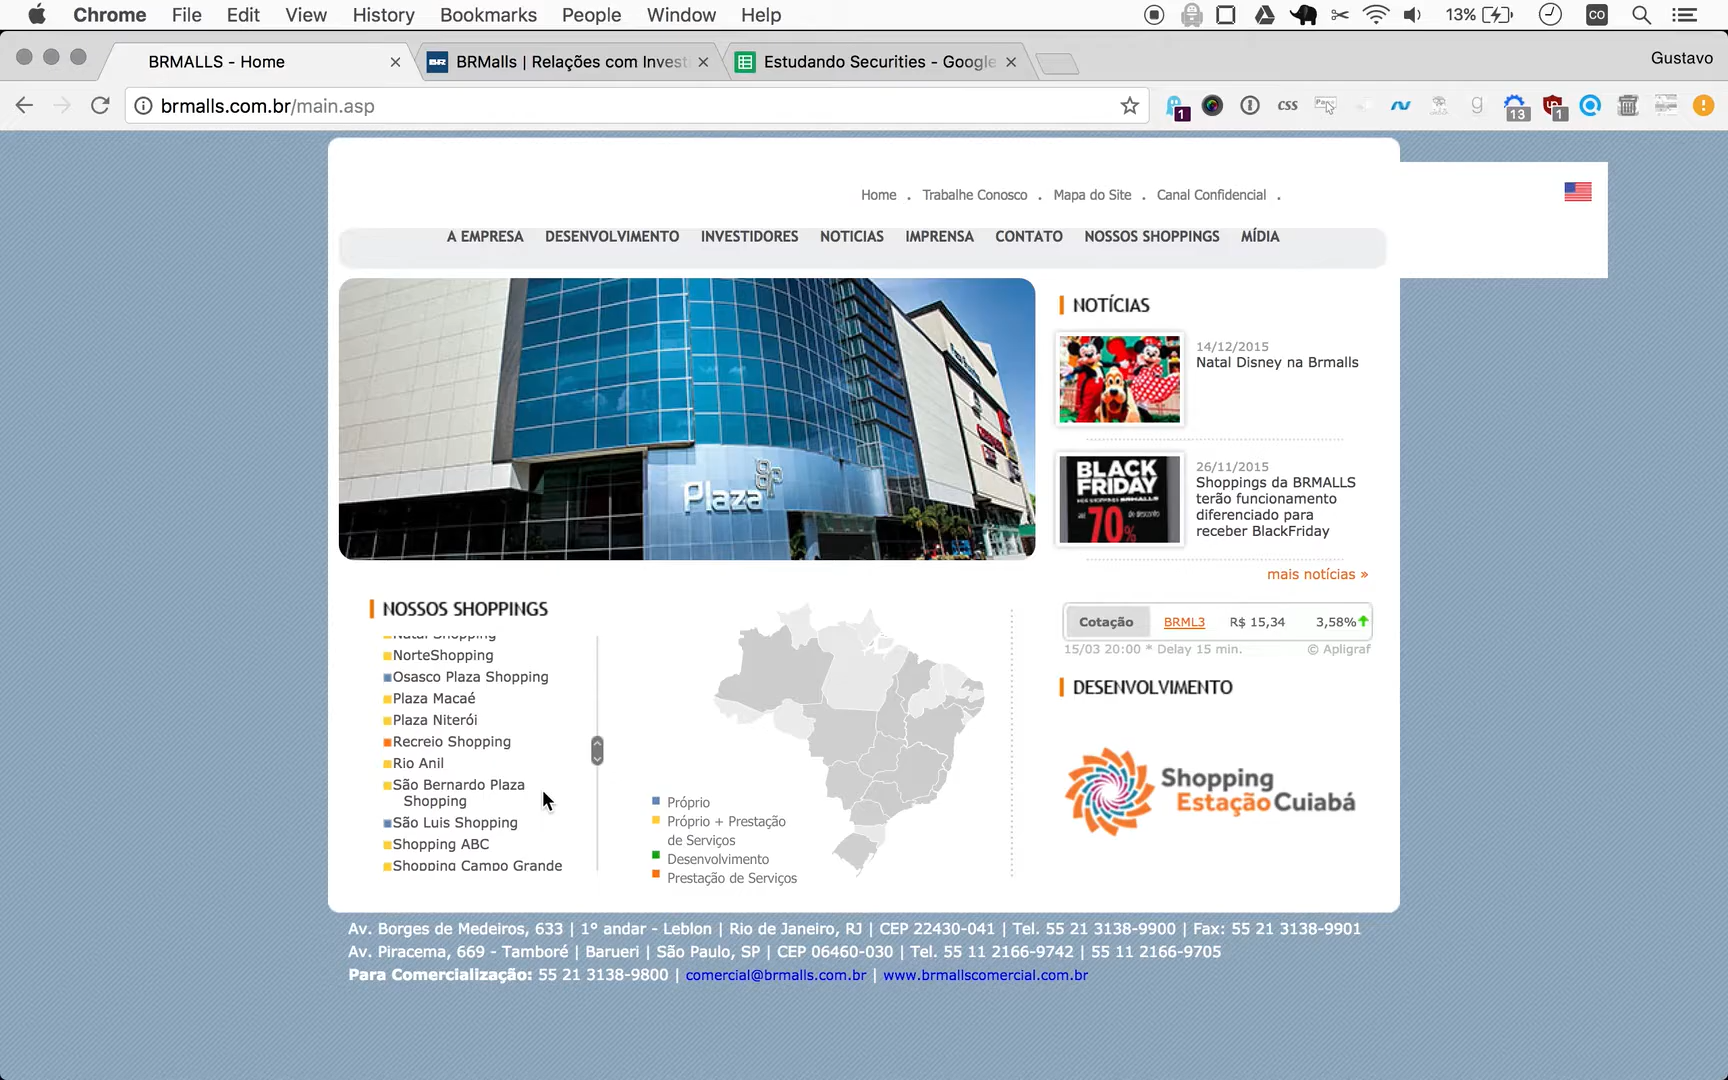 Chrome File Edit View History Bookmarks People Window Help 13% CO
BRMALLS - Home
BRMalls | Relações com Invest
Estudando Securities - Google
Gustavo
brmalls.com.br/main.asp
1 CSS 13 1
Home . Trabalhe Conosco . Mapa do Site . Canal Confidencial .
A EMPRESA DESENVOLVIMENTO INVESTIDORES NOTICIAS IMPRENSA CONTATO NOSSOS SHOPPINGS MÍDIA
Plaza
NOTÍCIAS
14/12/2015
Natal Disney na Brmalls
BLACK
FRIDAY
ATÉ 70%
26/11/2015
Shoppings da BRMALLS
terão funcionamento
diferenciado para
receber BlackFriday
mais notícias »
NOSSOS SHOPPINGS
Natal Shopping
NorteShopping
Osasco Plaza Shopping
Plaza Macaé
Plaza Niterói
Recreio Shopping
Rio Anil
São Bernardo Plaza
Shopping
São Luis Shopping
Shopping ABC
Shopping Campo Grande
Próprio
Próprio + Prestação
de Serviços
Desenvolvimento
Prestação de Serviços
Cotação BRML3 R$ 15,34 3,58%
15/03 20:00 * Delay 15 min. © Apligraf
DESENVOLVIMENTO
Shopping
Estação Cuiabá
Av. Borges de Medeiros, 633 | 1° andar - Leblon | Rio de Janeiro, RJ | CEP 22430-041 | Tel. 55 21 3138-9900 | Fax: 55 21 3138-9901
Av. Piracema, 669 - Tamboré | Barueri | São Paulo, SP | CEP 06460-030 | Tel. 55 11 2166-9742 | 55 11 2166-9705
Para Comercialização: 55 21 3138-9800 | comercial@brmalls.com.br | www.brmallscomercial.com.br